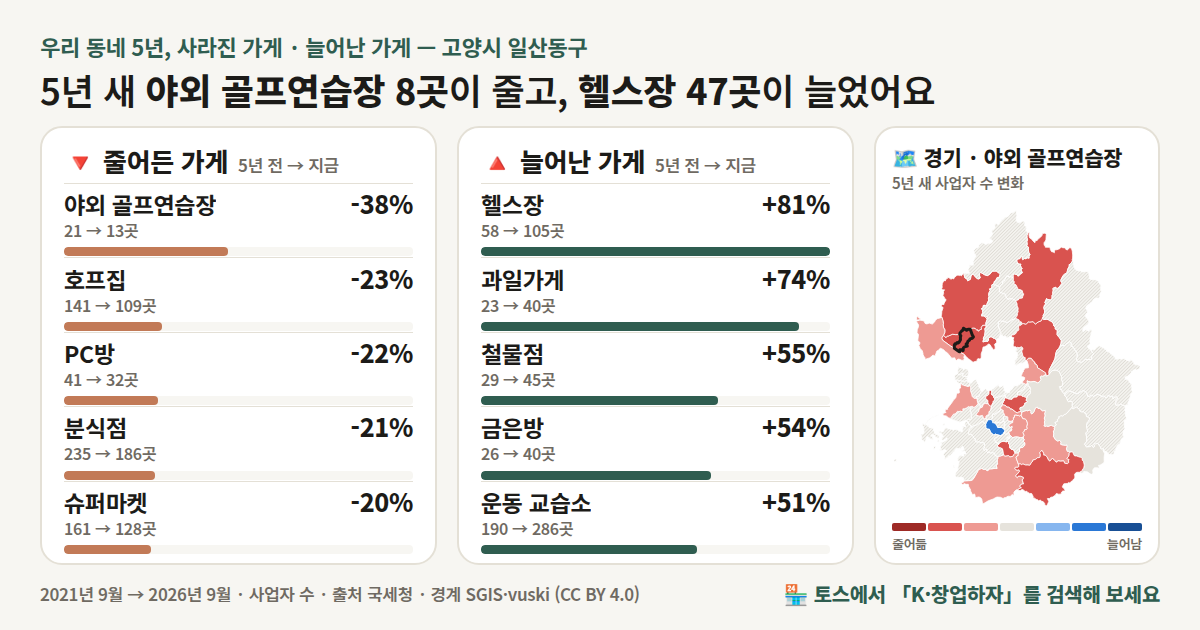 우리 동네 5년, 사라진 가게 · 늘어난 가게 — 고양시 일산동구
5년 새 야외 골프연습장 8곳이 줄고, 헬스장 47곳이 늘었어요
🔻 줄어든 가게 5년 전 → 지금
야외 골프연습장 -38%
21 → 13곳
호프집 -23%
141 → 109곳
PC방 -22%
41 → 32곳
분식점 -21%
235 → 186곳
슈퍼마켓 -20%
161 → 128곳
🔺 늘어난 가게 5년 전 → 지금
헬스장 +81%
58 → 105곳
과일가게 +74%
23 → 40곳
철물점 +55%
29 → 45곳
금은방 +54%
26 → 40곳
운동 교습소 +51%
190 → 286곳
🗺️ 경기 · 야외 골프연습장
5년 새 사업자 수 변화
줄어듦 늘어남
2021년 9월 → 2026년 9월 · 사업자 수 · 출처 국세청 · 경계 SGIS·vuski (CC BY 4.0)
🏪 토스에서 「K·창업하자」를 검색해 보세요